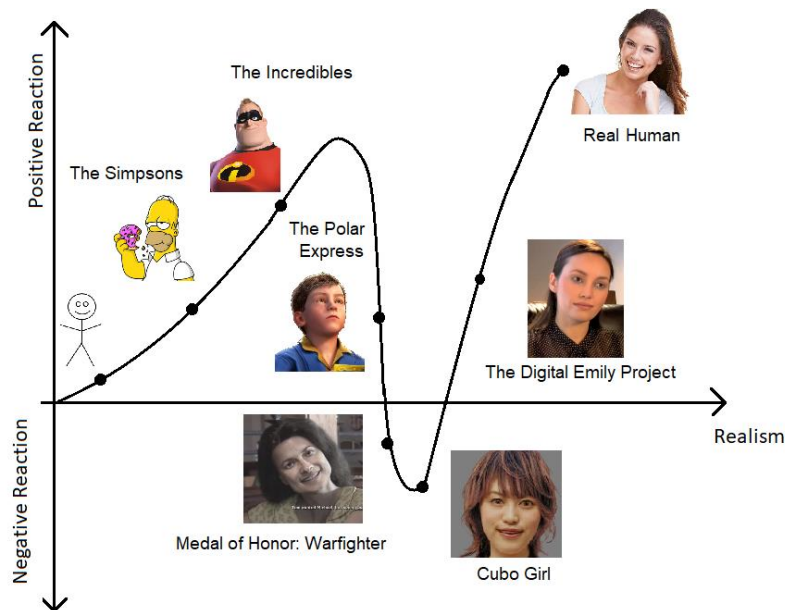 Positive Reaction
The Incredibles
The Simpsons
Real Human
The Polar
Express
The Digital Emily Project
Realism
Negative Reaction
Medal of Honor: Warfighter
Cubo Girl